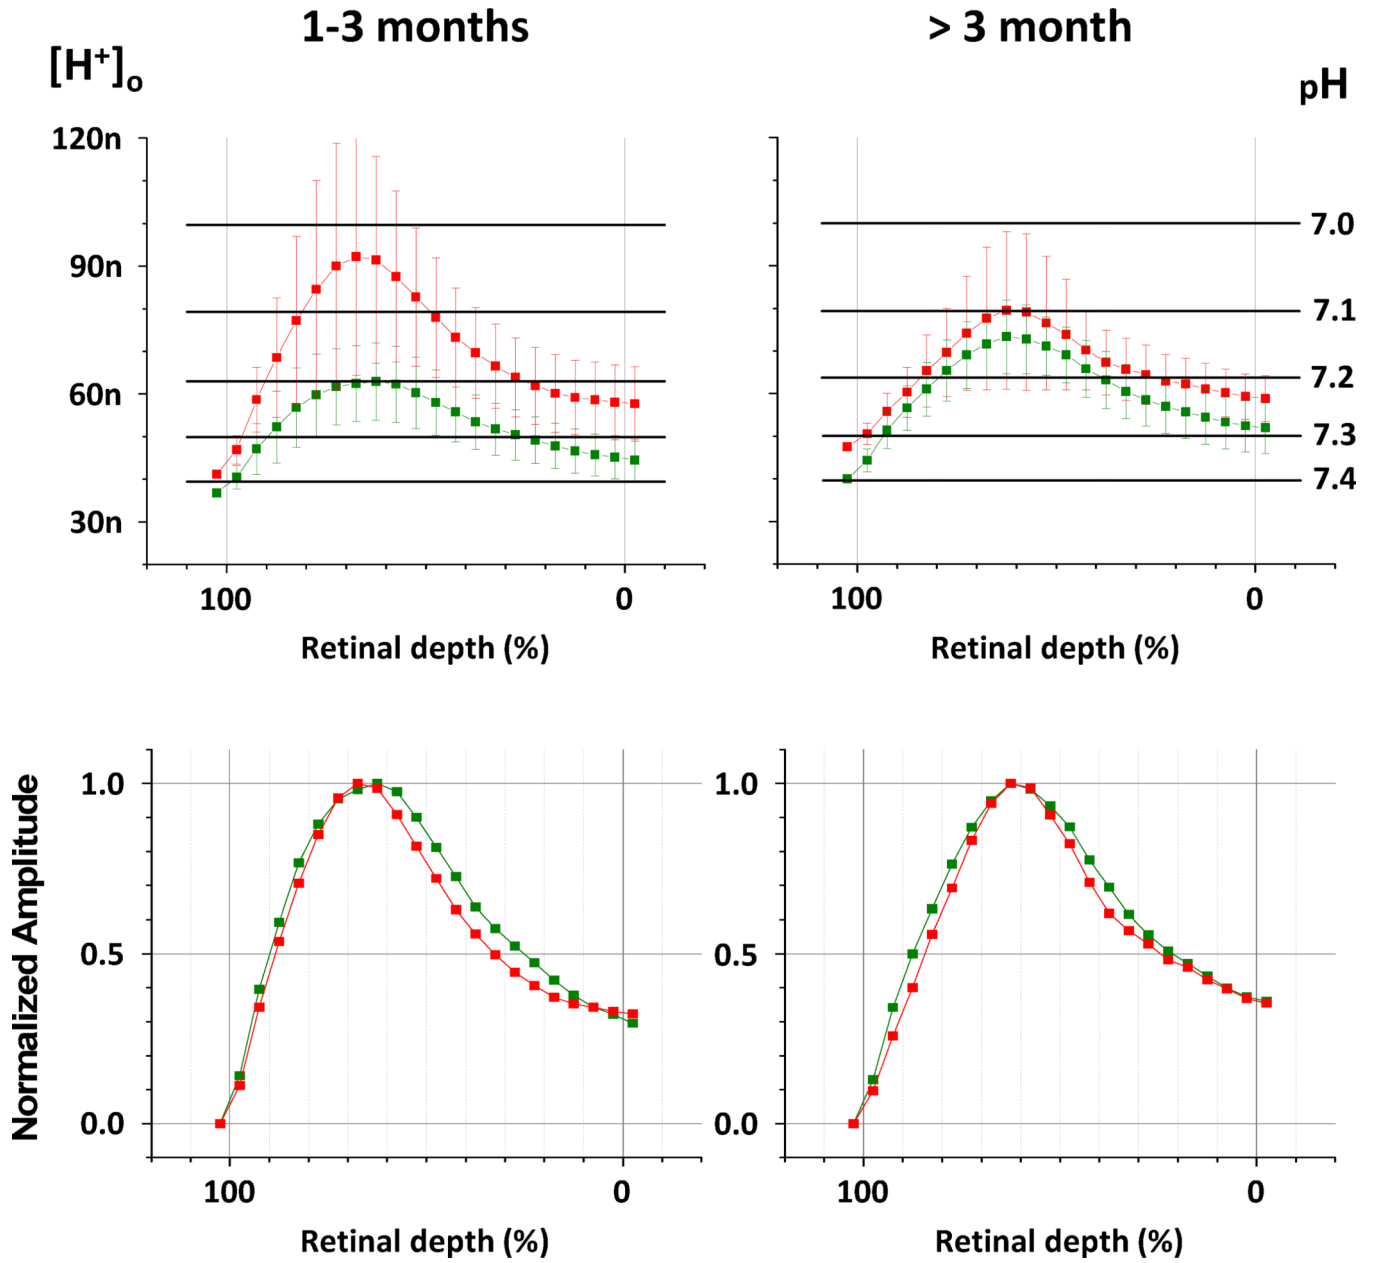 1-3 months
> 3 month
[H⁺]ₒ
pH
120n
90n
60n
30n
7.0
7.1
7.2
7.3
7.4
100
0
100
0
Retinal depth (%)
Retinal depth (%)
Normalized Amplitude
1.0
0.5
0.0
1.0
0.5
0.0
100
0
100
0
Retinal depth (%)
Retinal depth (%)